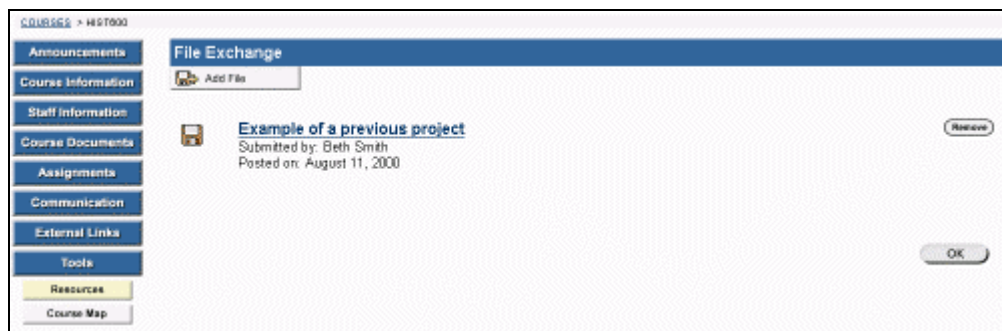 COURSES > HIST600
Announcements
Course Information
Staff Information
Course Documents
Assignments
Communication
External Links
Tools
Resources
Course Map
File Exchange
Add File
Example of a previous project
Submitted by: Beth Smith
Posted on: August 11, 2000
Remove
OK